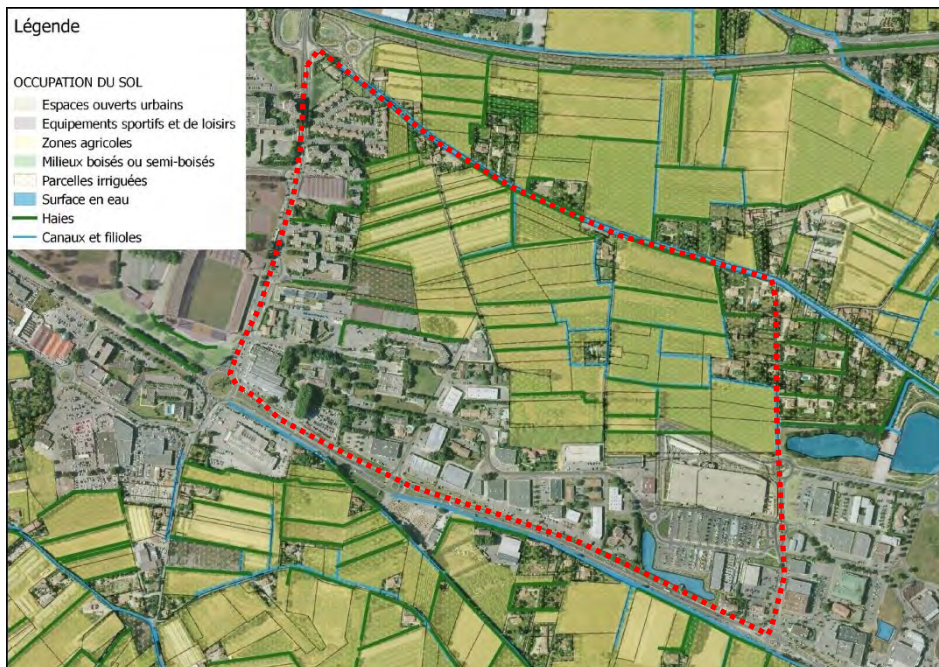 Légende
OCCUPATION DU SOL
Espaces ouverts urbains
Equipements sportifs et de loisirs
Zones agricoles
Milieux boisés ou semi-boisés
Parcelles irriguées
Surface en eau
Haies
Canaux et filioles